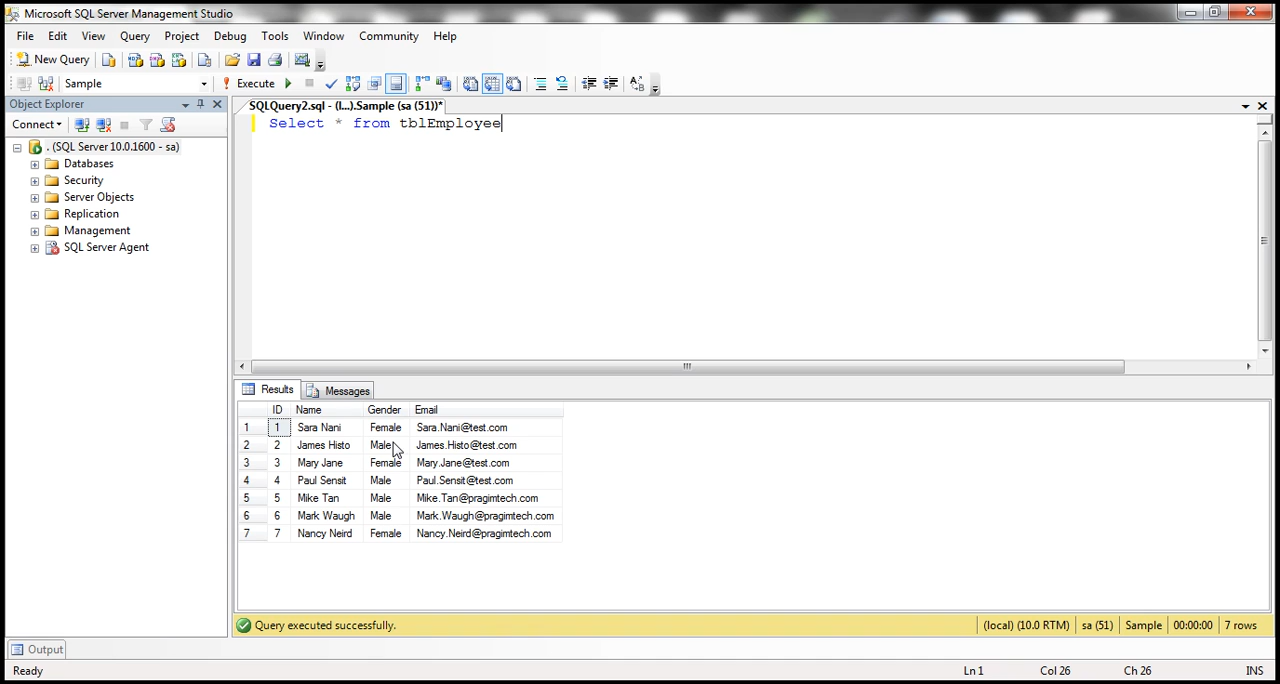 Microsoft SQL Server Management Studio
File Edit View Query Project Debug Tools Window Community Help
New Query
Sample Execute
Object Explorer
SQLQuery2.sql - (l...).Sample (sa (51))*
Connect
Select * from tblEmployee
. (SQL Server 10.0.1600 - sa)
Databases
Security
Server Objects
Replication
Management
SQL Server Agent
Results Messages
ID Name Gender Email
1 1 Sara Nani Female Sara.Nani@test.com
2 2 James Histo Male James.Histo@test.com
3 3 Mary Jane Female Mary.Jane@test.com
4 4 Paul Sensit Male Paul.Sensit@test.com
5 5 Mike Tan Male Mike.Tan@pragimtech.com
6 6 Mark Waugh Male Mark.Waugh@pragimtech.com
7 7 Nancy Neird Female Nancy.Neird@pragimtech.com
Query executed successfully. (local) (10.0 RTM) sa (51) Sample 00:00:00 7 rows
Output
Ready Ln 1 Col 26 Ch 26 INS